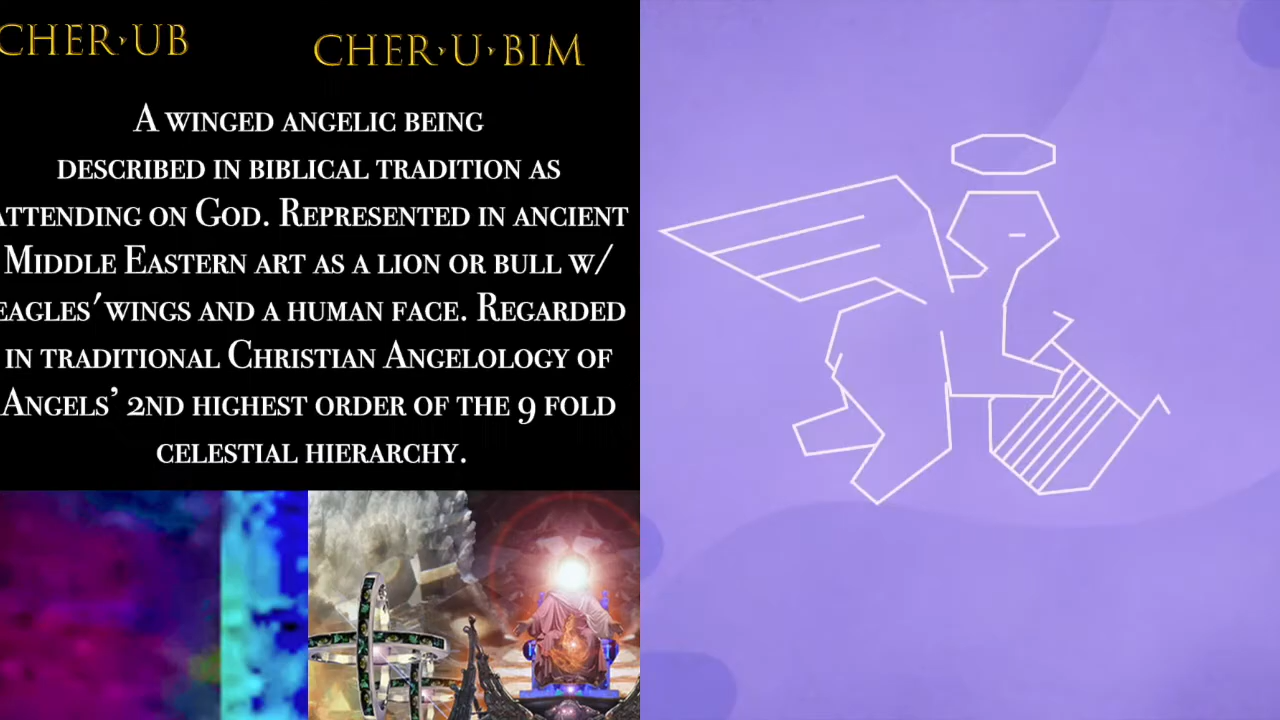 CHER·UB
CHER·U·BIM
A WINGED ANGELIC BEING
DESCRIBED IN BIBLICAL TRADITION AS
ATTENDING ON GOD. REPRESENTED IN ANCIENT
MIDDLE EASTERN ART AS A LION OR BULL W/
EAGLES' WINGS AND A HUMAN FACE. REGARDED
IN TRADITIONAL CHRISTIAN ANGELOLOGY OF
ANGELS' 2ND HIGHEST ORDER OF THE 9 FOLD
CELESTIAL HIERARCHY.